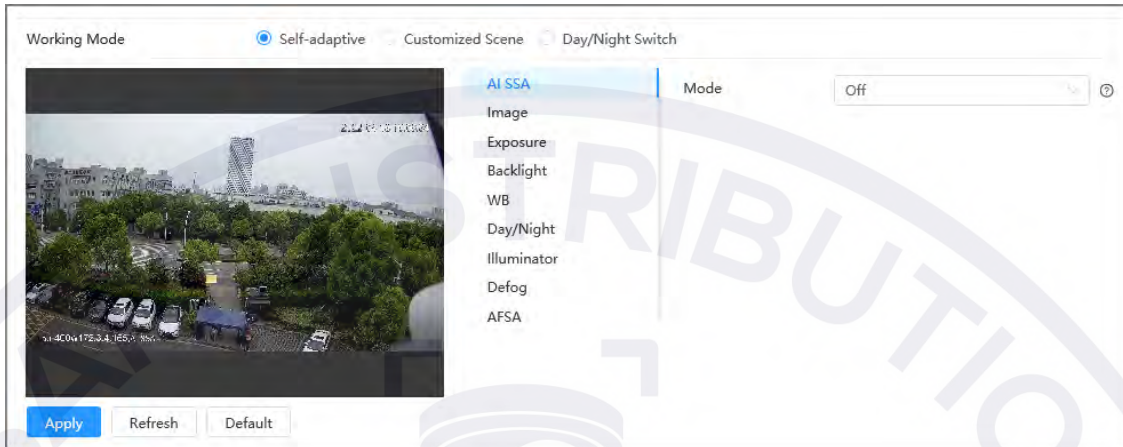 Working Mode Self-adaptive Customized Scene Day/Night Switch
AI SSA
Mode Off
Image
Exposure
Backlight
WB
Day/Night
Illuminator
Defog
AFSA
Apply Refresh Default
STRIBUTIO